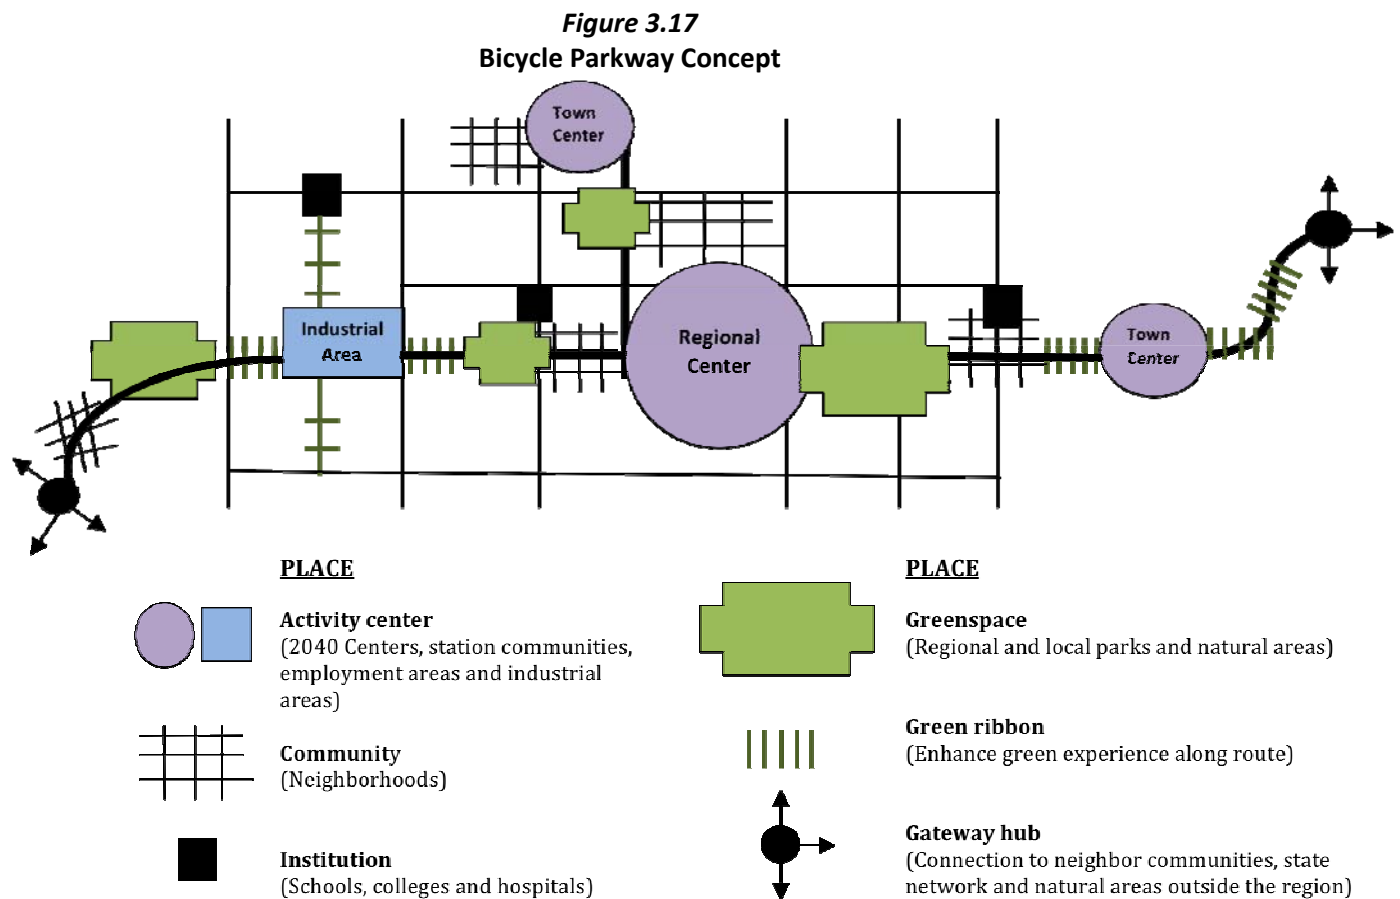 Figure 3.17
Bicycle Parkway Concept
Town
Center
Industrial
Area
Regional
Center
Town
Center
PLACE
Activity center
(2040 Centers, station communities,
employment areas and industrial
areas)
Community
(Neighborhoods)
Institution
(Schools, colleges and hospitals)
PLACE
Greenspace
(Regional and local parks and natural areas)
Green ribbon
(Enhance green experience along route)
Gateway hub
(Connection to neighbor communities, state
network and natural areas outside the region)